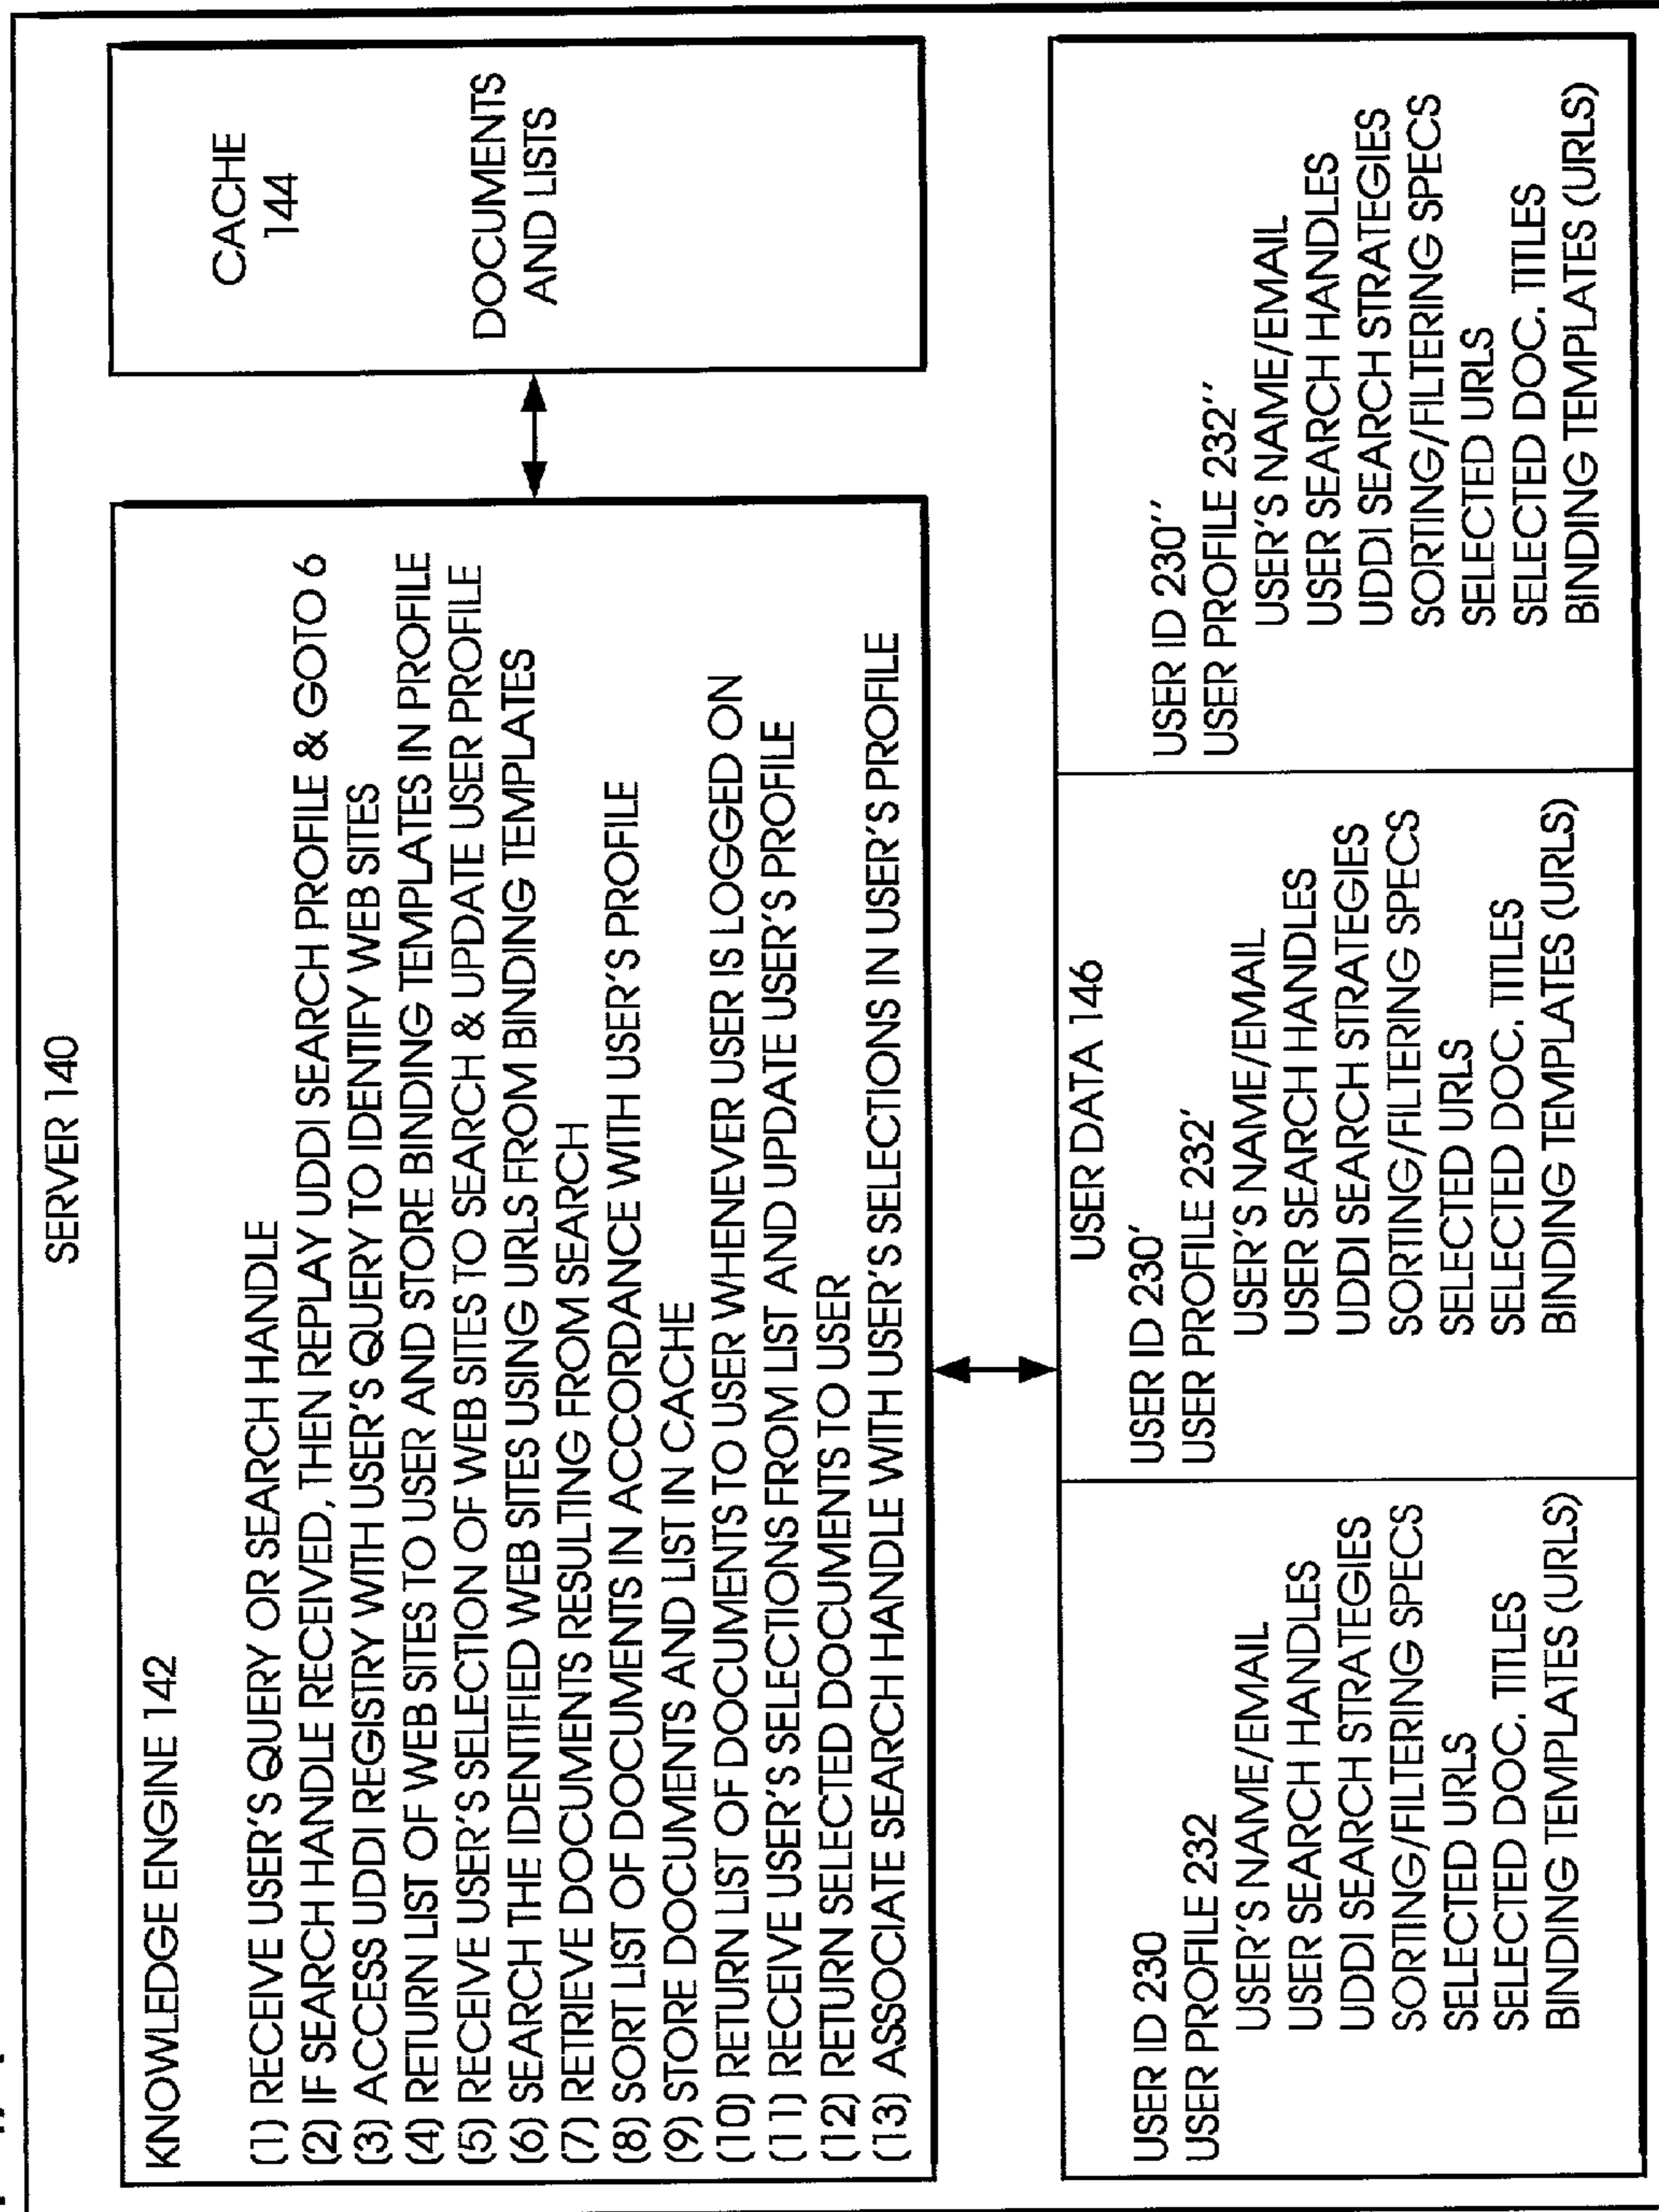 SERVER 140
KNOWLEDGE ENGINE 142
(1) RECEIVE USER'S QUERY OR SEARCH HANDLE
(2) IF SEARCH HANDLE RECEIVED, THEN REPLAY UDDI SEARCH PROFILE & GOTO 6
(3) ACCESS UDDI REGISTRY WITH USER'S QUERY TO IDENTIFY WEB SITES
(4) RETURN LIST OF WEB SITES TO USER AND STORE BINDING TEMPLATES IN PROFILE
(5) RECEIVE USER'S SELECTION OF WEB SITES TO SEARCH & UPDATE USER PROFILE
(6) SEARCH THE IDENTIFIED WEB SITES USING URLS FROM BINDING TEMPLATES
(7) RETRIEVE DOCUMENTS RESULTING FROM SEARCH
(8) SORT LIST OF DOCUMENTS IN ACCORDANCE WITH USER'S PROFILE
(9) STORE DOCUMENTS AND LIST IN CACHE
(10) RETURN LIST OF DOCUMENTS TO USER WHENEVER USER IS LOGGED ON
(11) RECEIVE USER'S SELECTIONS FROM LIST AND UPDATE USER'S PROFILE
(12) RETURN SELECTED DOCUMENTS TO USER
(13) ASSOCIATE SEARCH HANDLE WITH USER'S SELECTIONS IN USER'S PROFILE
CACHE
144
DOCUMENTS
AND LISTS
USER DATA 146
USER ID 230
USER PROFILE 232
USER'S NAME/EMAIL
USER SEARCH HANDLES
UDDI SEARCH STRATEGIES
SORTING/FILTERING SPECS
SELECTED URLS
SELECTED DOC. TITLES
BINDING TEMPLATES (URLS)
USER ID 230'
USER PROFILE 232'
USER'S NAME/EMAIL
USER SEARCH HANDLES
UDDI SEARCH STRATEGIES
SORTING/FILTERING SPECS
SELECTED URLS
SELECTED DOC. TITLES
BINDING TEMPLATES (URLS)
USER ID 230''
USER PROFILE 232''
USER'S NAME/EMAIL
USER SEARCH HANDLES
UDDI SEARCH STRATEGIES
SORTING/FILTERING SPECS
SELECTED URLS
SELECTED DOC. TITLES
BINDING TEMPLATES (URLS)